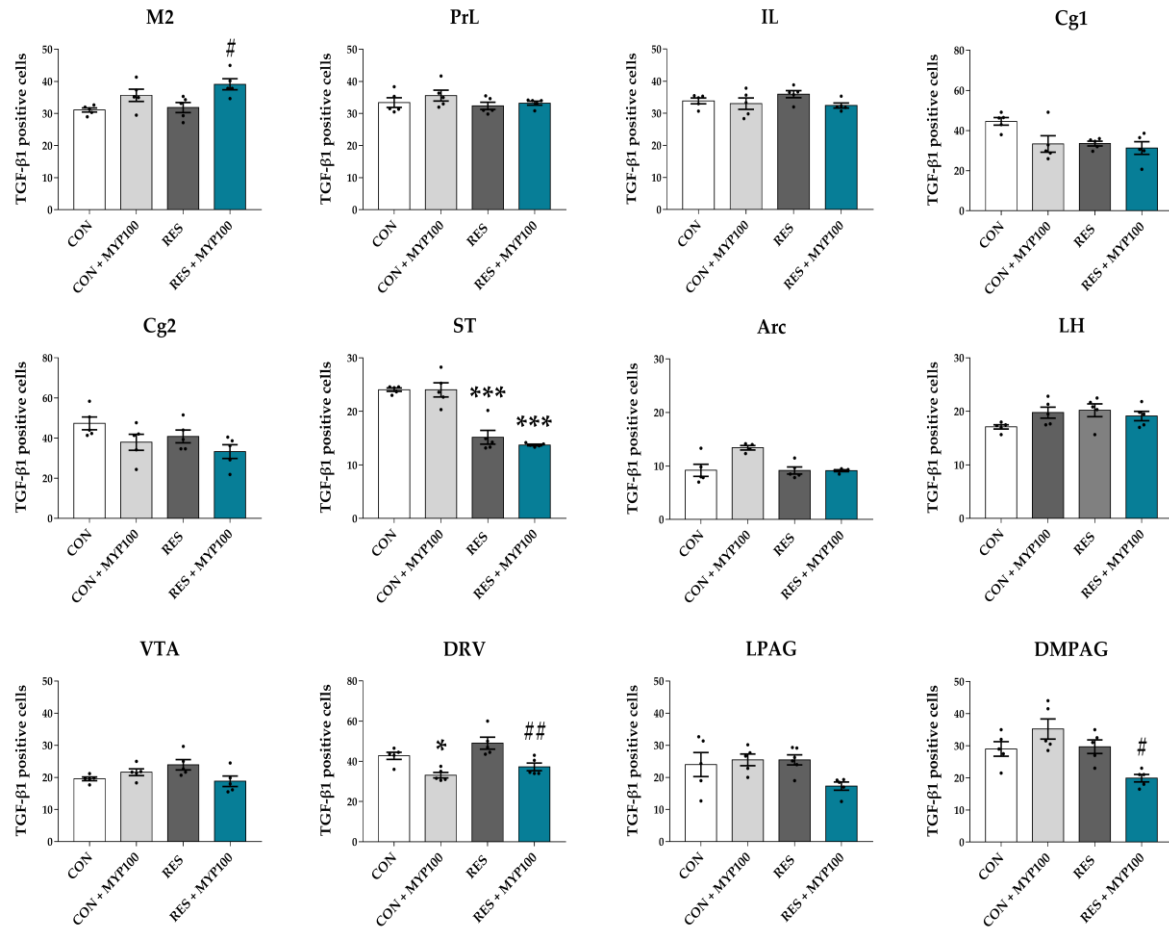 M2
TGF-β1 positive cells
50
40
30
20
10
0
#
CON
CON + MYP100
RES
RES + MYP100
PrL
TGF-β1 positive cells
50
40
30
20
10
0
CON
CON + MYP100
RES
RES + MYP100
IL
TGF-β1 positive cells
50
40
30
20
10
0
CON
CON + MYP100
RES
RES + MYP100
Cg1
TGF-β1 positive cells
80
60
40
20
0
CON
CON + MYP100
RES
RES + MYP100
Cg2
TGF-β1 positive cells
80
60
40
20
0
CON
CON + MYP100
RES
RES + MYP100
ST
TGF-β1 positive cells
30
20
10
0
***
***
CON
CON + MYP100
RES
RES + MYP100
Arc
TGF-β1 positive cells
30
20
10
0
CON
CON + MYP100
RES
RES + MYP100
LH
TGF-β1 positive cells
30
20
10
0
CON
CON + MYP100
RES
RES + MYP100
VTA
TGF-β1 positive cells
50
40
30
20
10
0
CON
CON + MYP100
RES
RES + MYP100
DRV
TGF-β1 positive cells
80
60
40
20
0
*
##
CON
CON + MYP100
RES
RES + MYP100
LPAG
TGF-β1 positive cells
50
40
30
20
10
0
CON
CON + MYP100
RES
RES + MYP100
DMPAG
TGF-β1 positive cells
50
40
30
20
10
0
#
CON
CON + MYP100
RES
RES + MYP100